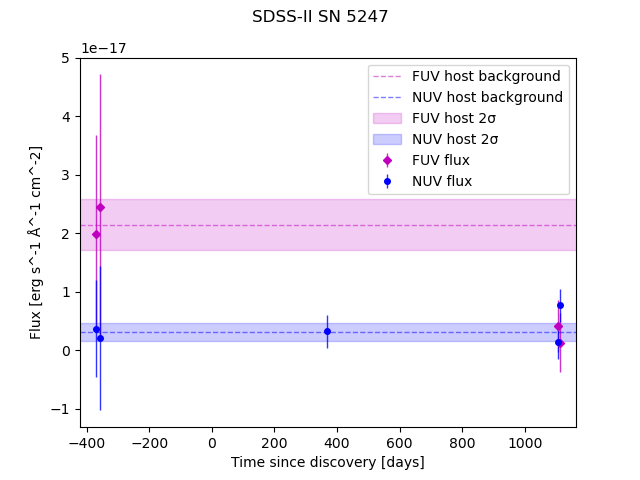 SDSS-II SN 5247
1e−17
5
4
3
2
1
0
−1
Flux [erg s^-1 Å^-1 cm^-2]
FUV host background
NUV host background
FUV host 2σ
NUV host 2σ
FUV flux
NUV flux
−400 −200 0 200 400 600 800 1000
Time since discovery [days]